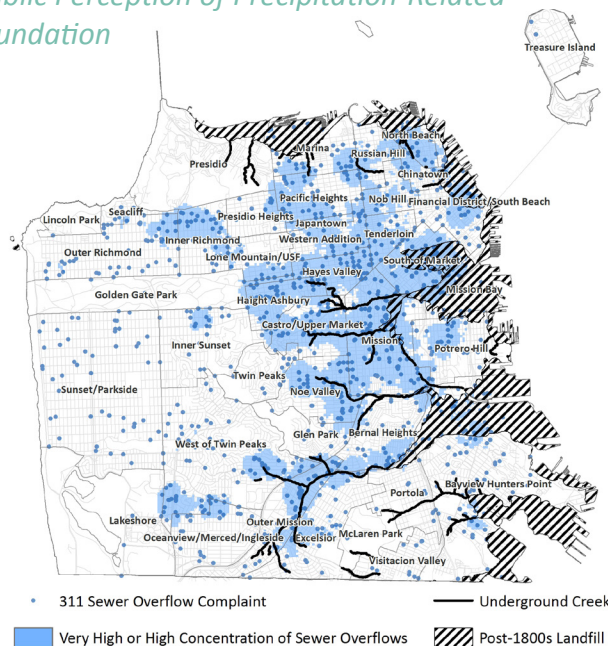 blic Perception of Precipitation-Related
undation
Treasure Island
North Beach
Marina
Russian Hill
Presidio
Chinatown
Pacific Heights
Nob Hill
Financial District/South Beach
Seacliff
Lincoln Park
Presidio Heights
Japantown
Inner Richmond
Western Addition
Tenderloin
Outer Richmond
Lone Mountain/USF
South of Market
Hayes Valley
Golden Gate Park
Mission Bay
Haight Ashbury
Castro/Upper Market
Inner Sunset
Mission
Potrero Hill
Twin Peaks
Sunset/Parkside
Noe Valley
Glen Park
Bernal Heights
West of Twin Peaks
Portola
Bayview Hunters Point
Lakeshore
Outer Mission
Oceanview/Merced/Ingleside
Excelsior
McLaren Park
Visitacion Valley
311 Sewer Overflow Complaint
Underground Creek
Very High or High Concentration of Sewer Overflows
Post-1800s Landfill